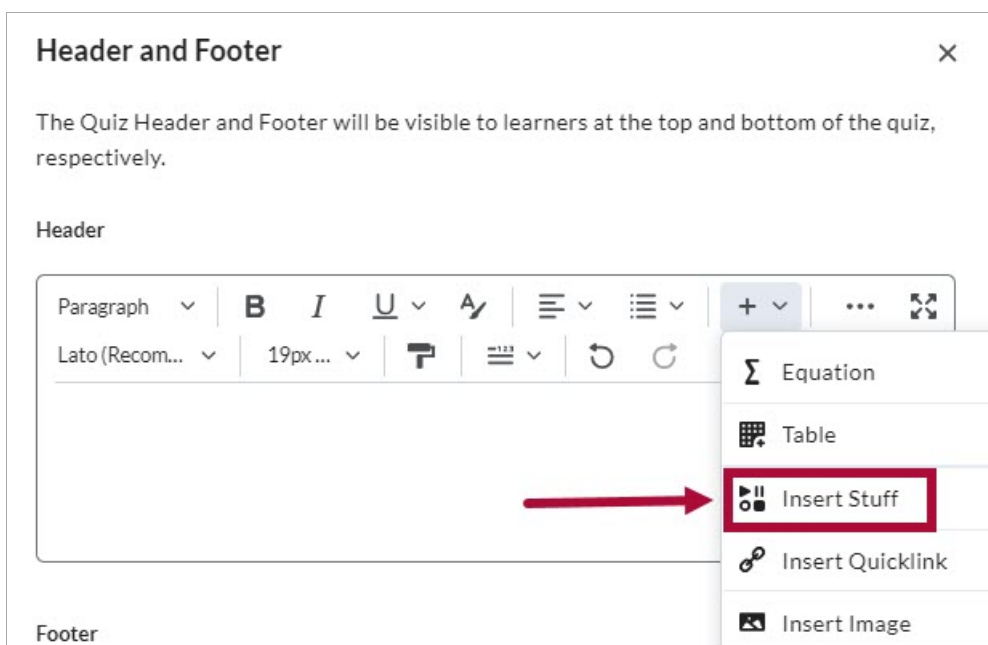 Header and Footer
The Quiz Header and Footer will be visible to learners at the top and bottom of the quiz,
respectively.
Header
Paragraph B I U A
Lato (Recom... 19px ...
Equation
Table
Insert Stuff
Insert Quicklink
Insert Image
Footer